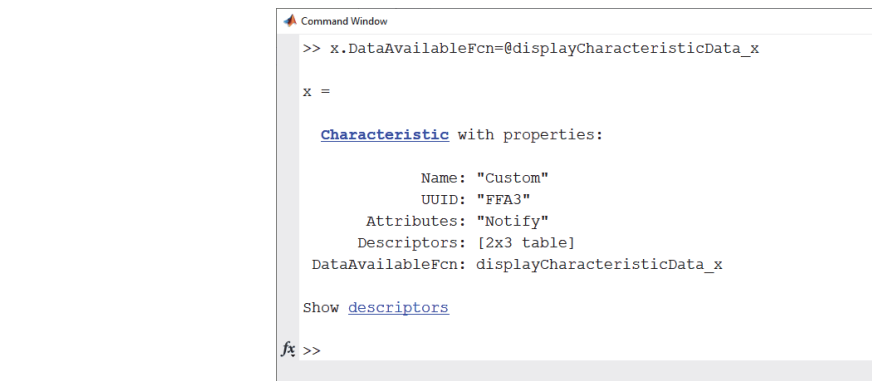 Command Window
>> x.DataAvailableFcn=@displayCharacteristicData_x
x =
Characteristic with properties:
Name: "Custom"
UUID: "FFA3"
Attributes: "Notify"
Descriptors: [2x3 table]
DataAvailableFcn: displayCharacteristicData_x
Show descriptors
fx >>